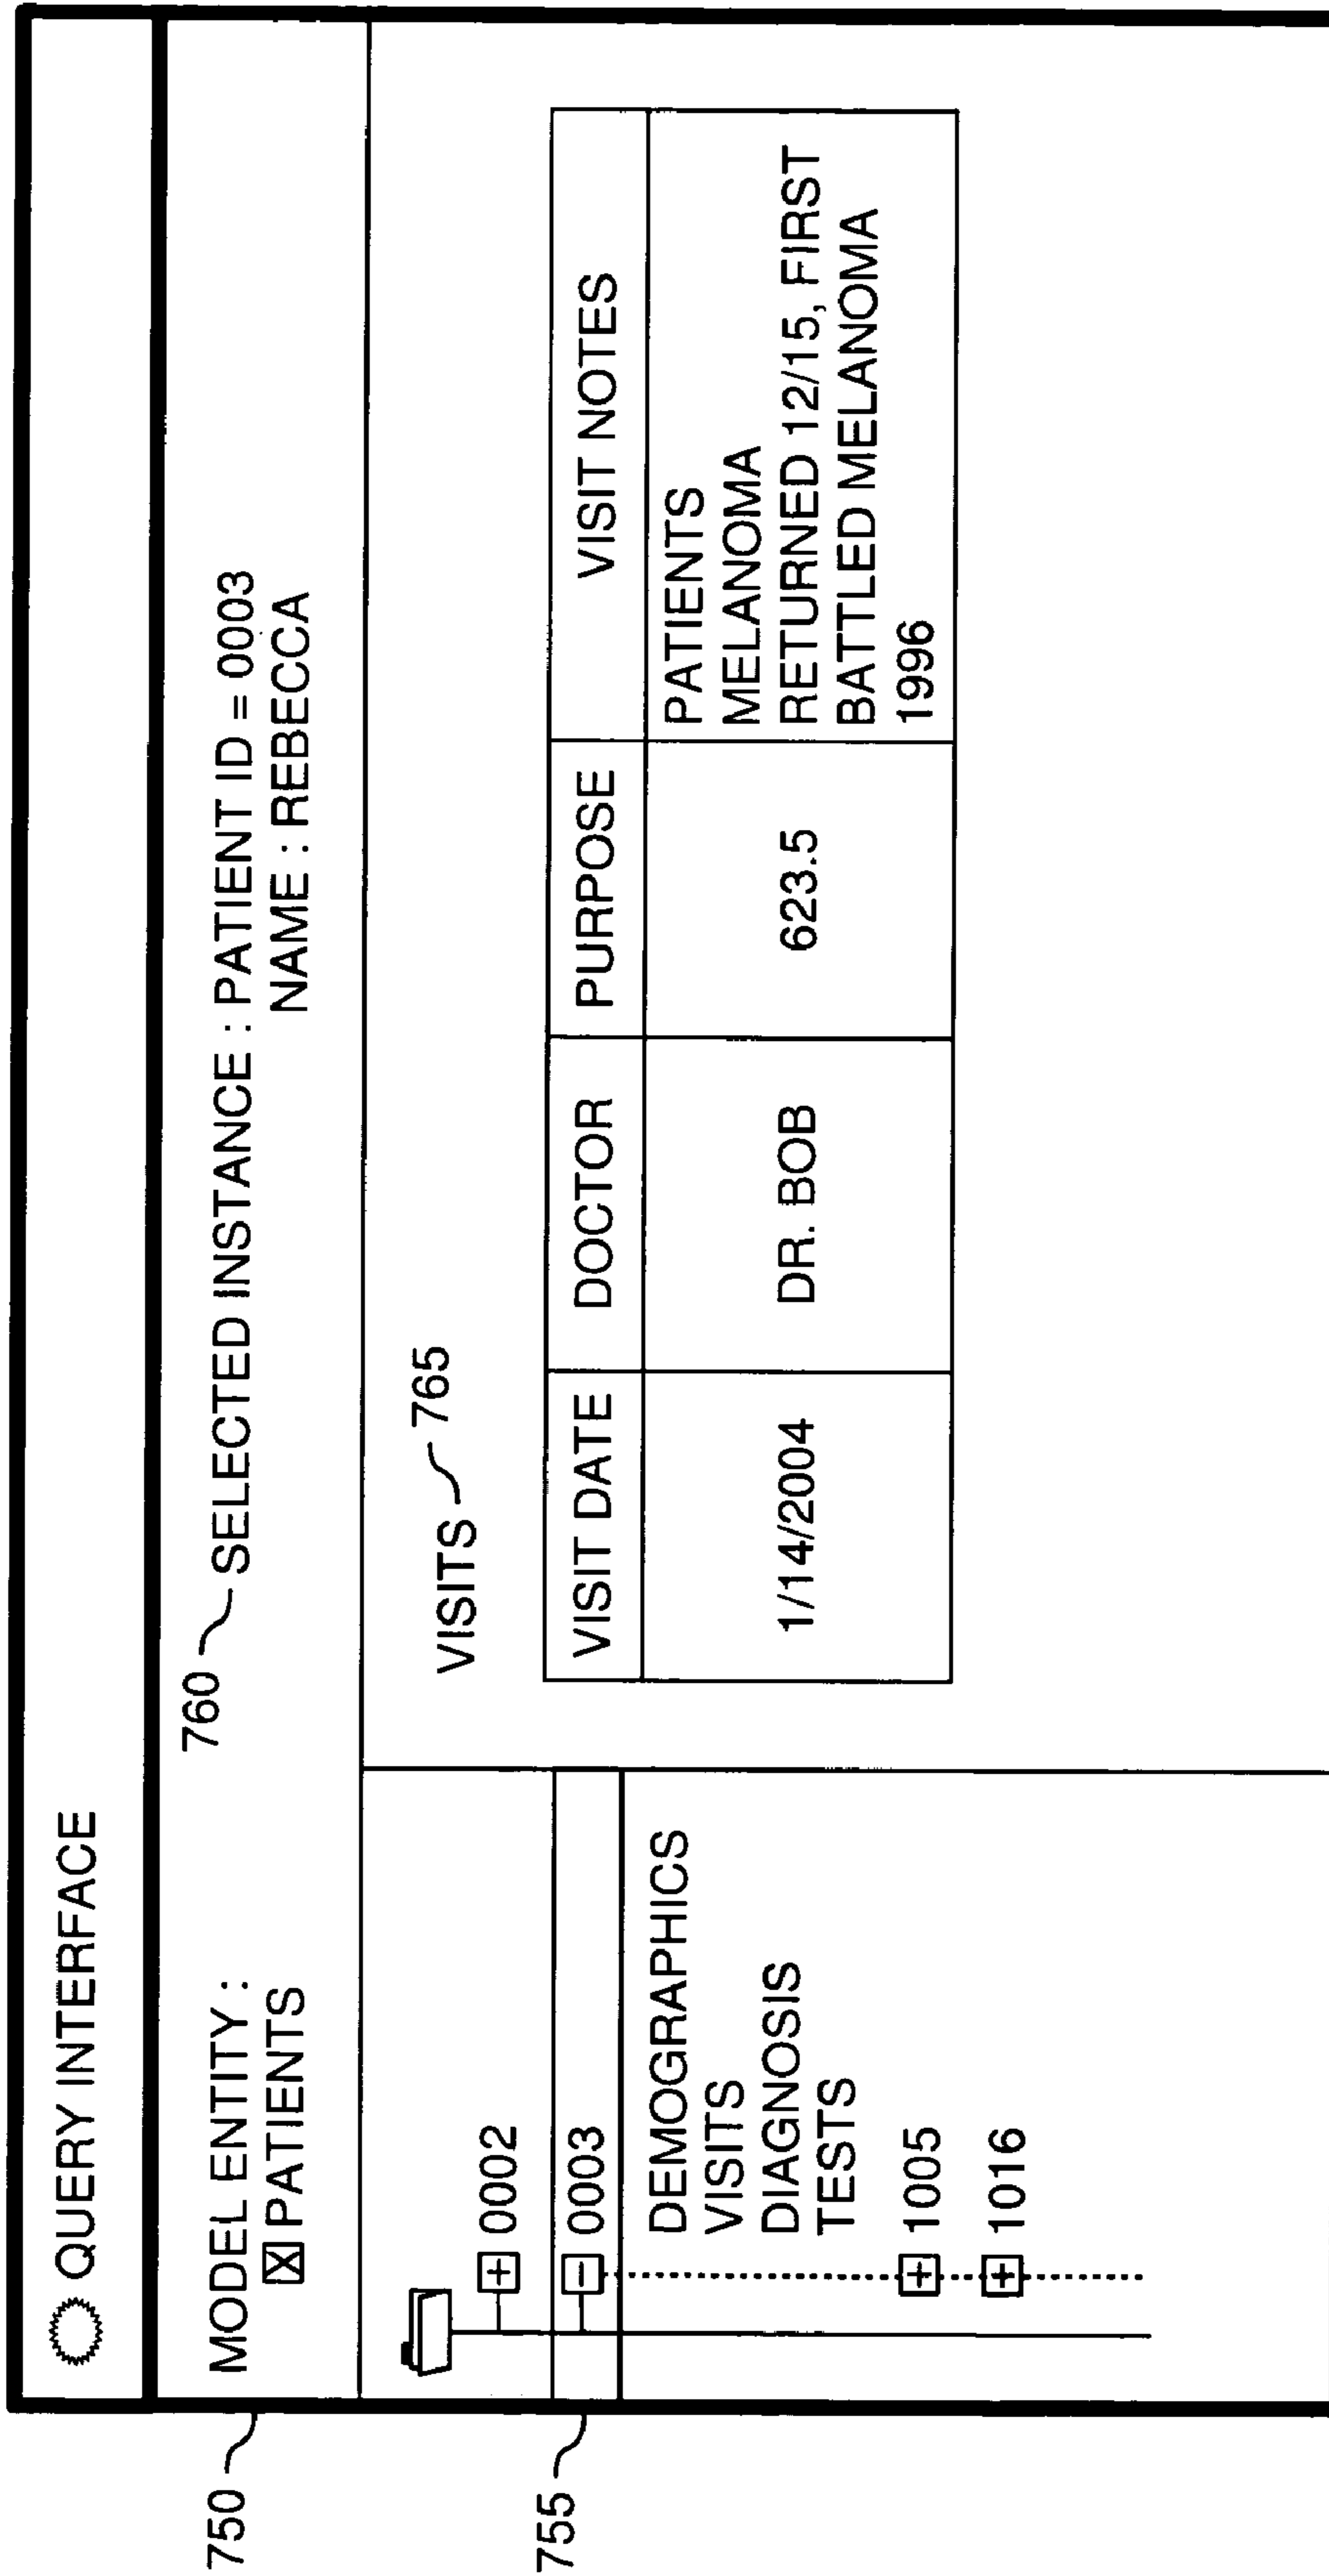 QUERY INTERFACE
750
MODEL ENTITY :
PATIENTS
760
SELECTED INSTANCE : PATIENT ID = 0003
NAME : REBECCA
755
0002
0003
DEMOGRAPHICS
VISITS
DIAGNOSIS
TESTS
1005
1016
VISITS
765
VISIT DATE DOCTOR PURPOSE VISIT NOTES
1/14/2004 DR. BOB 623.5
PATIENTS
MELANOMA
RETURNED 12/15, FIRST
BATTLED MELANOMA
1996